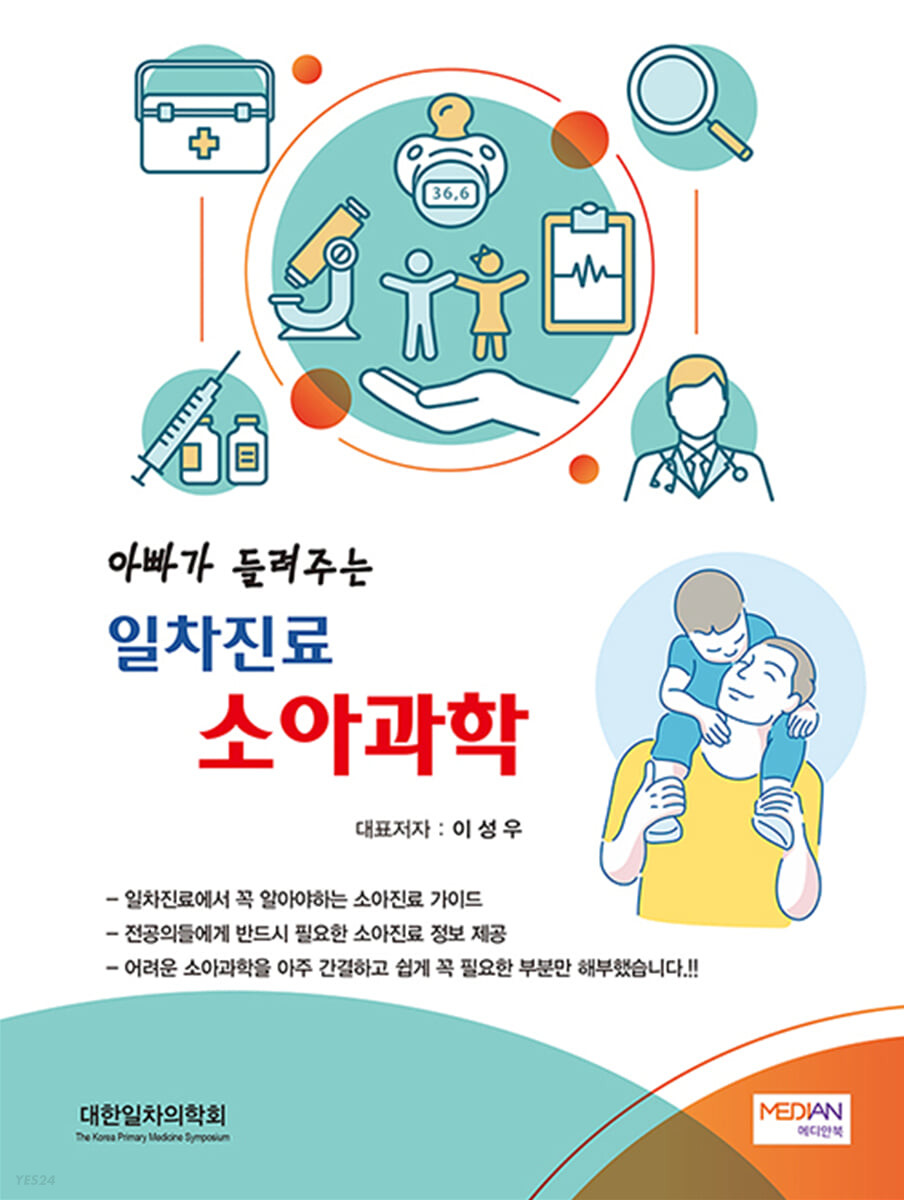 36,6
아빠가 들려주는
일차진료
소아과학
대표저자 : 이성우
- 일차진료에서 꼭 알아야하는 소아진료 가이드
- 전공의들에게 반드시 필요한 소아진료 정보 제공
- 어려운 소아과학을 아주 간결하고 쉽게 꼭 필요한 부분만 해부했습니다.!!
대한일차의학회
The Korea Primary Medicine Symposium
MEDIAN
메디안북
YES24